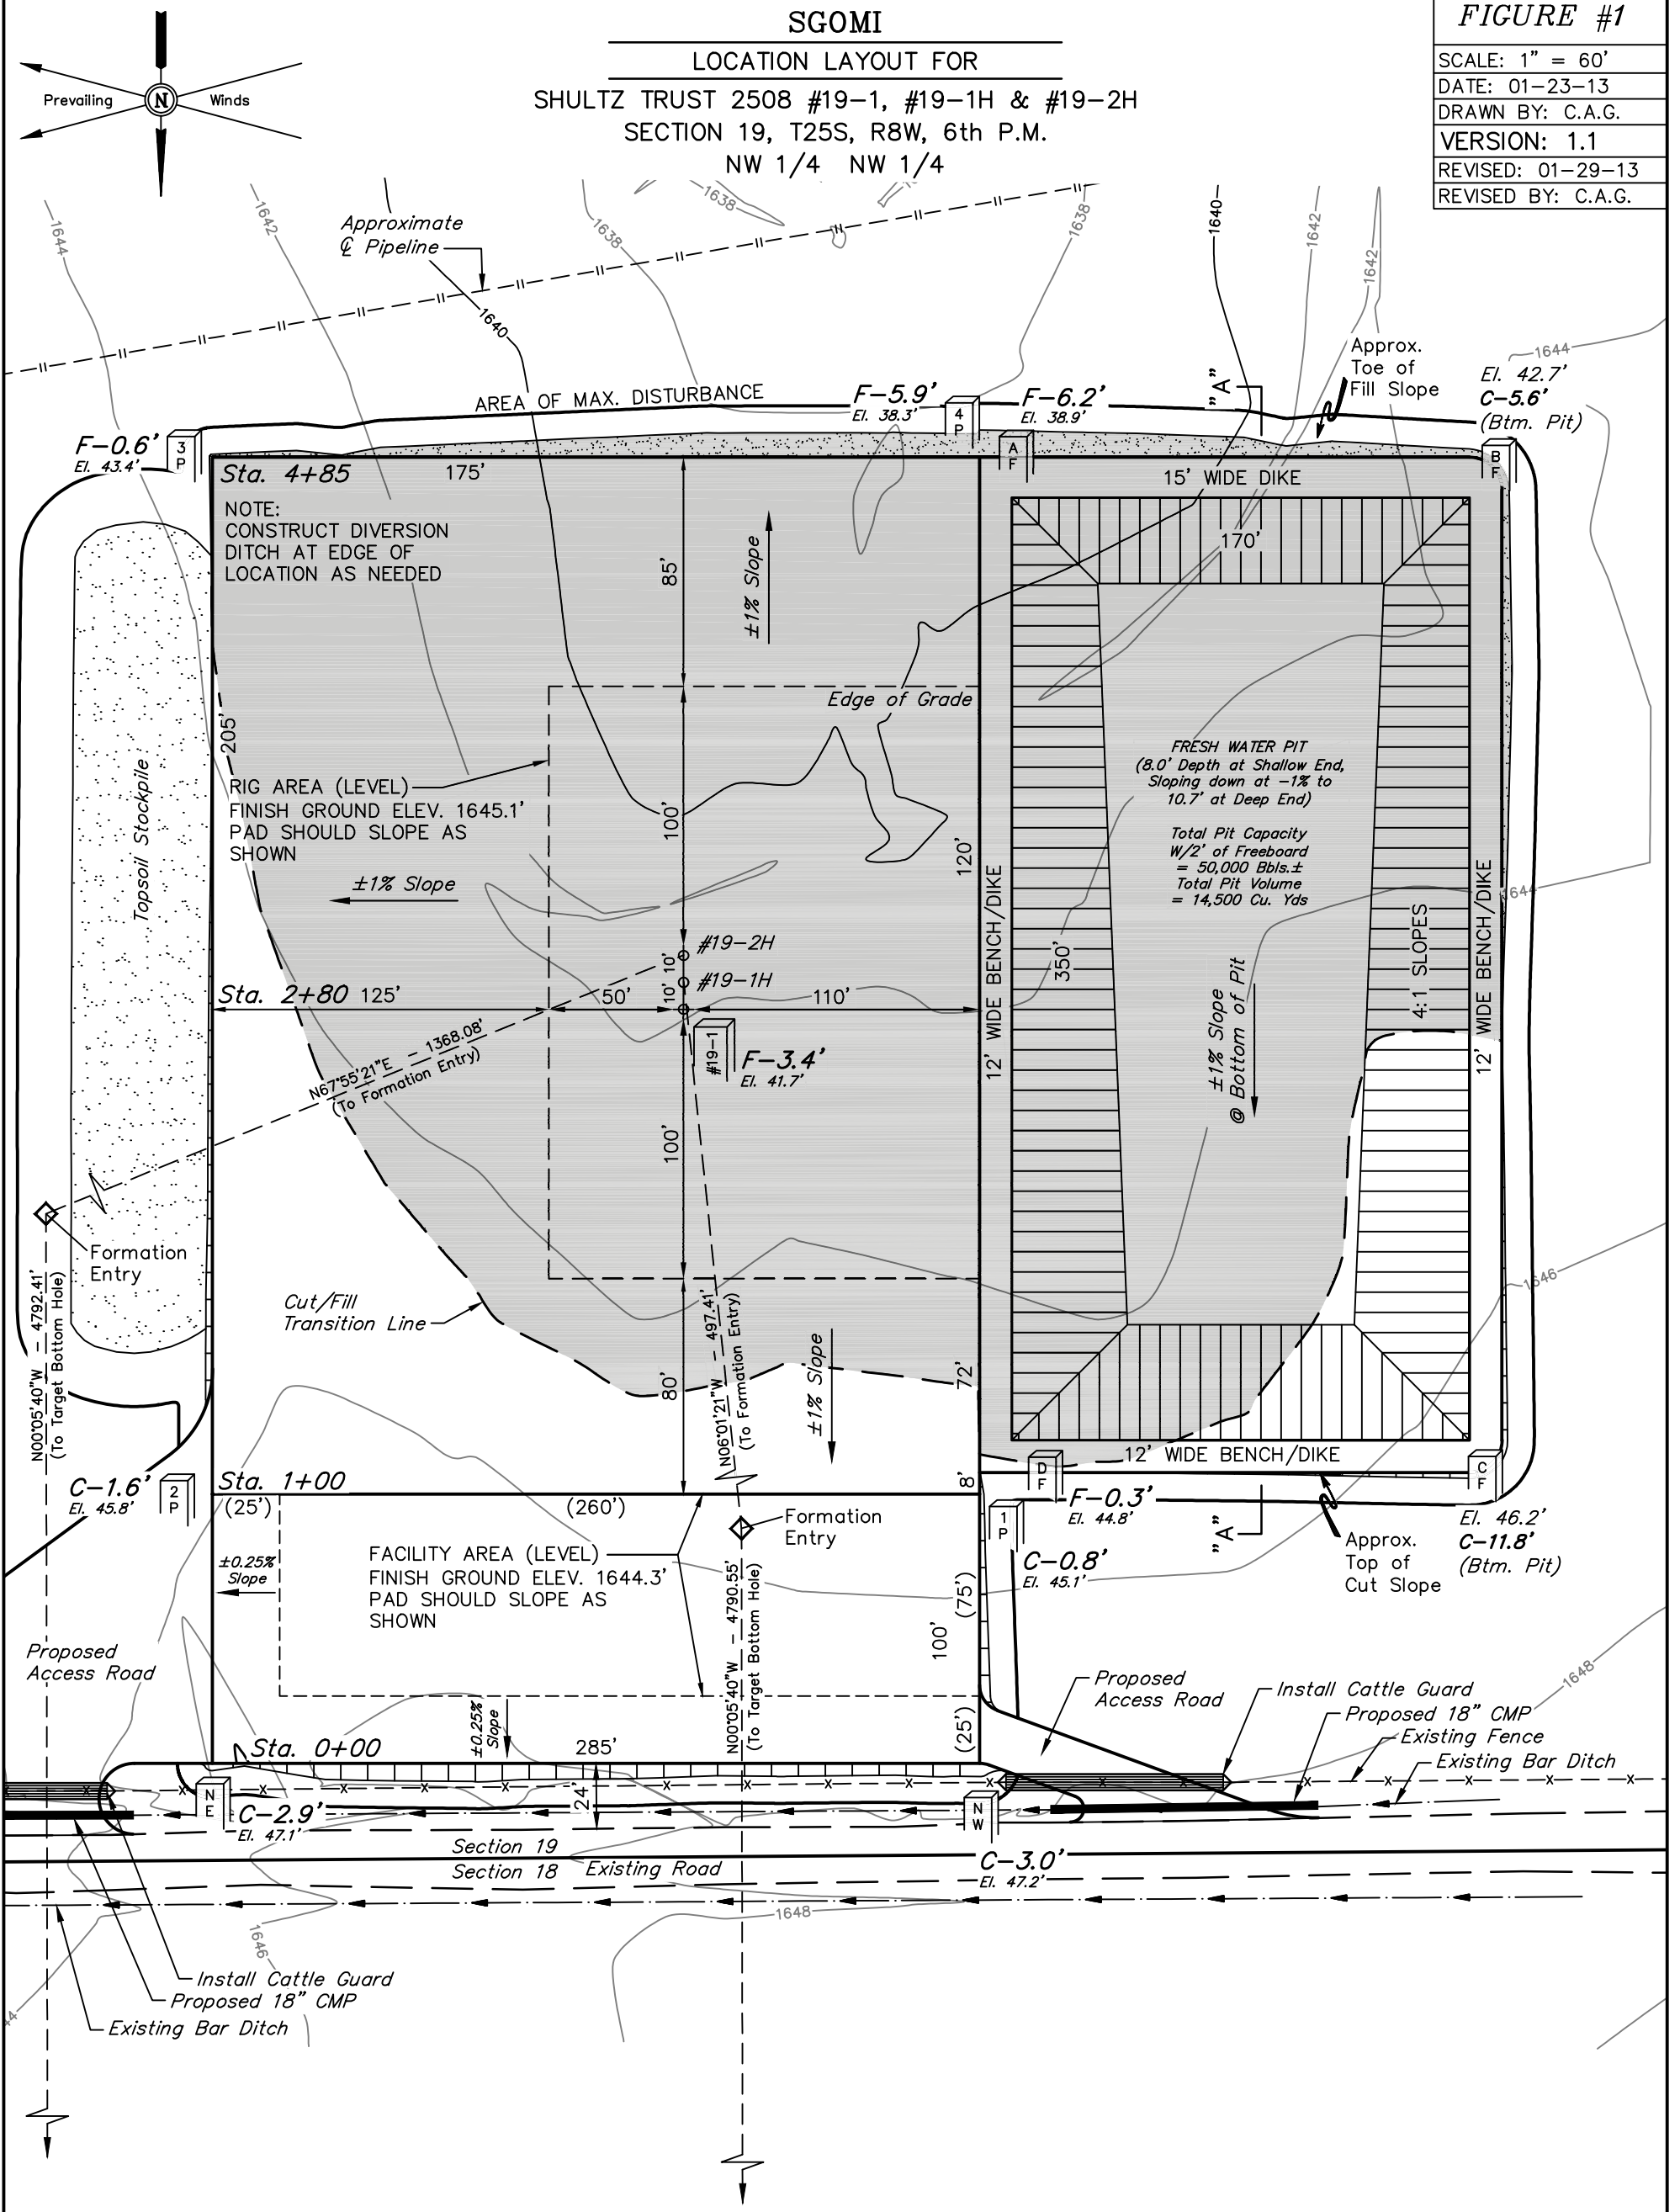 SGOMI
LOCATION LAYOUT FOR
SHULTZ TRUST 2508 #19-1, #19-1H & #19-2H
SECTION 19, T25S, R8W, 6th P.M.
NW 1/4 NW 1/4
FIGURE #1
SCALE: 1" = 60'
DATE: 01-23-13
DRAWN BY: C.A.G.
VERSION: 1.1
REVISED: 01-29-13
REVISED BY: C.A.G.
Prevailing
N
Winds
1644
1642
1638
1638
1638
1640
1642
1642
1640
1644
Approximate
℄ Pipeline
AREA OF MAX. DISTURBANCE
Approx.
Toe of
Fill Slope
"A"
El. 42.7'
C-5.6'
(Btm. Pit)
F-5.9'
El. 38.3'
4
P
F-6.2'
El. 38.9'
A
F
B
F
F-0.6'
El. 43.4'
3
P
Sta. 4+85
175'
NOTE:
CONSTRUCT DIVERSION
DITCH AT EDGE OF
LOCATION AS NEEDED
85'
±1% Slope
15' WIDE DIKE
170'
Edge of Grade
205'
Topsoil Stockpile
RIG AREA (LEVEL)
FINISH GROUND ELEV. 1645.1'
PAD SHOULD SLOPE AS
SHOWN
100'
120'
±1% Slope
FRESH WATER PIT
(8.0' Depth at Shallow End,
Sloping down at -1% to
10.7' at Deep End)
Total Pit Capacity
W/2' of Freeboard
= 50,000 Bbls.±
Total Pit Volume
= 14,500 Cu. Yds
1644
12' WIDE BENCH/DIKE
350'
4:1 SLOPES
12' WIDE BENCH/DIKE
±1% Slope
@ Bottom of Pit
#19-2H
10'
#19-1H
10'
Sta. 2+80
125'
50'
110'
#19-1
F-3.4'
El. 41.7'
N67°55'21"E - 1368.08'
(To Formation Entry)
100'
Formation
Entry
N00°05'40"W - 4792.41'
(To Target Bottom Hole)
Cut/Fill
Transition Line
80'
N06°01'21"W - 497.41'
(To Formation Entry)
±1% Slope
72'
1646
12' WIDE BENCH/DIKE
C-1.6'
El. 45.8'
2
P
Sta. 1+00
(25')
(260')
8'
D
F
F-0.3'
El. 44.8'
C
F
El. 46.2'
C-11.8'
(Btm. Pit)
1
P
C-0.8'
El. 45.1'
"A"
Approx.
Top of
Cut Slope
Formation
Entry
±0.25%
Slope
FACILITY AREA (LEVEL)
FINISH GROUND ELEV. 1644.3'
PAD SHOULD SLOPE AS
SHOWN
N00°05'40"W - 4790.55'
(To Target Bottom Hole)
(75')
100'
(25')
Proposed
Access Road
Proposed
Access Road
1648
Install Cattle Guard
Proposed 18" CMP
Existing Fence
Existing Bar Ditch
±0.25%
Slope
Sta. 0+00
285'
24'
N
E
C-2.9'
El. 47.1'
N
W
C-3.0'
El. 47.2'
Section 19
Section 18
Existing Road
1648
1646
44
Install Cattle Guard
Proposed 18" CMP
Existing Bar Ditch